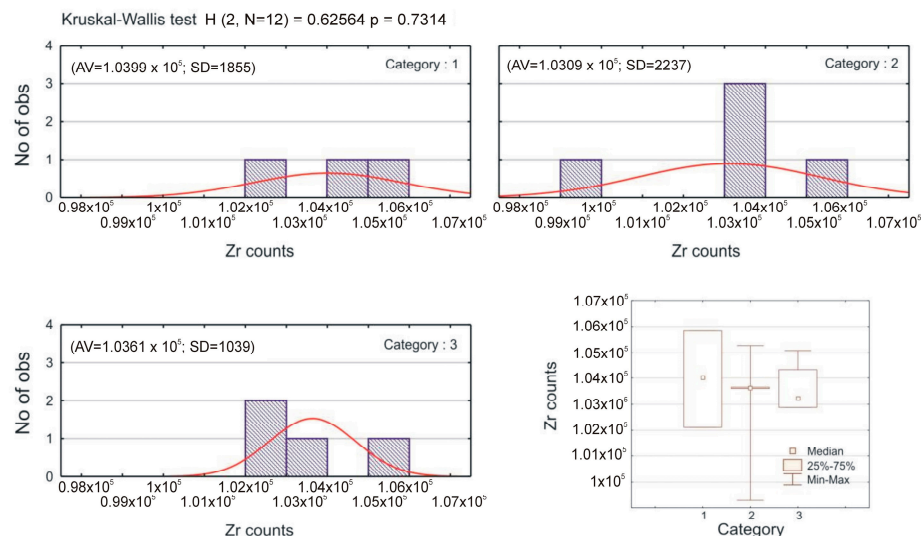 Kruskal-Wallis test H (2, N=12) = 0.62564 p = 0.7314
(AV=1.0399 x 10⁵; SD=1855)
Category : 1
No of obs
4
3
2
1
0
0.98x10⁵ 1x10⁵ 1.02x10⁵ 1.04x10⁵ 1.06x10⁵
0.99x10⁵ 1.01x10⁵ 1.03x10⁵ 1.05x10⁵ 1.07x10⁵
Zr counts
(AV=1.0309 x 10⁵; SD=2237)
Category : 2
4
3
2
1
0
0.98x10⁵ 1x10⁵ 1.02x10⁵ 1.04x10⁵ 1.06x10⁵
0.99x10⁵ 1.01x10⁵ 1.03x10⁵ 1.05x10⁵ 1.07x10⁵
Zr counts
(AV=1.0361 x 10⁵; SD=1039)
Category : 3
No of obs
4
3
2
1
0
0.98x10⁵ 1x10⁵ 1.02x10⁵ 1.04x10⁵ 1.06x10⁵
0.99x10⁵ 1.01x10⁵ 1.03x10⁵ 1.05x10⁵ 1.07x10⁵
Zr counts
Zr counts
1.07x10⁵
1.06x10⁵
1.05x10⁵
1.04x10⁵
1.03x10⁵
1.02x10⁵
1.01x10⁵
1x10⁵
Median
25%-75%
Min-Max
1 2 3
Category